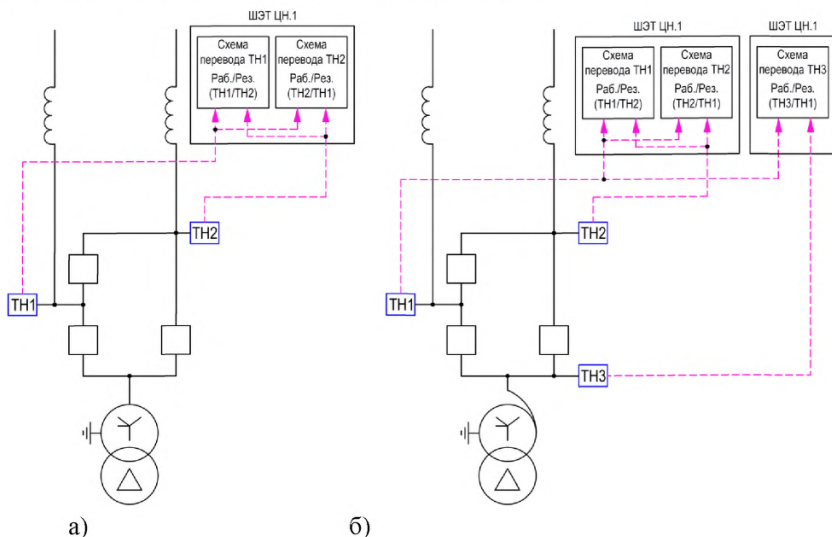 ШЭТ ЦН.1
Схема
перевода ТН1
Раб./Рез.
(ТН1/ТН2)
Схема
перевода ТН2
Раб./Рез.
(ТН2/ТН1)
ТН2
ТН1
а)
ШЭТ ЦН.1
Схема
перевода ТН1
Раб./Рез.
(ТН1/ТН2)
Схема
перевода ТН2
Раб./Рез.
(ТН2/ТН1)
ШЭТ ЦН.1
Схема
перевода ТН3
Раб./Рез.
(ТН3/ТН1)
ТН2
ТН1
ТН3
б)